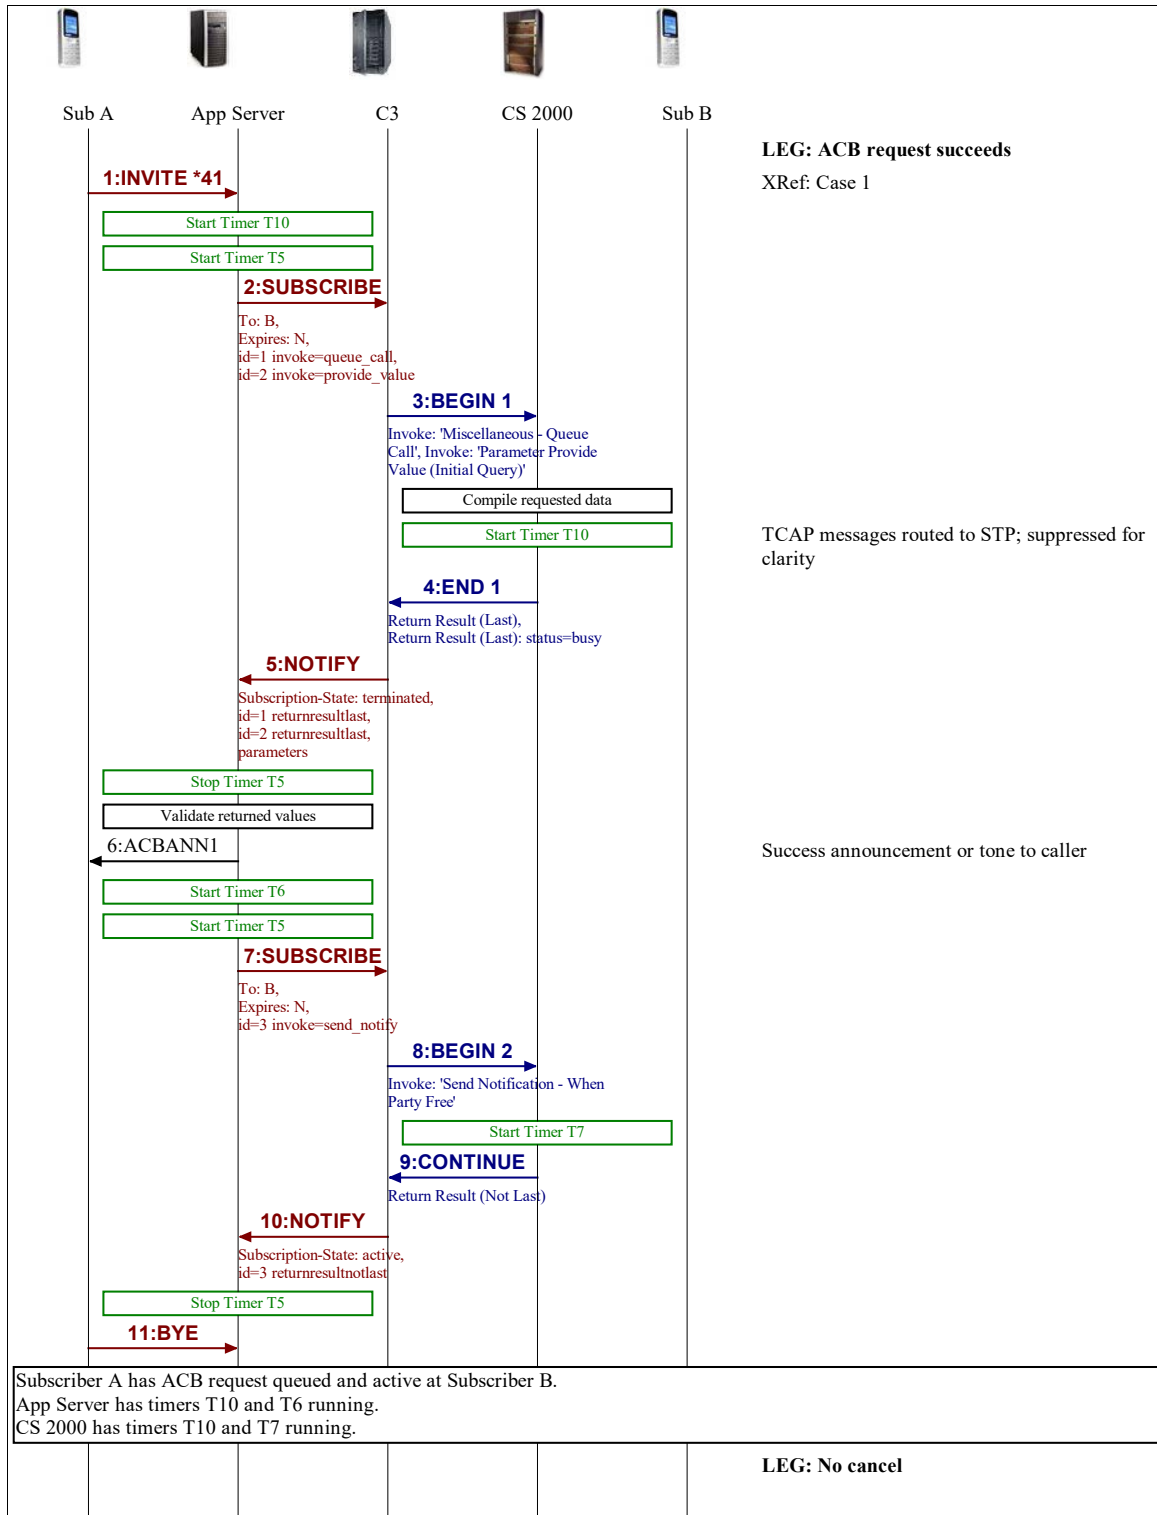 Sub A
App Server
C3
CS 2000
Sub B
LEG: ACB request succeeds
1:INVITE *41
XRef: Case 1
Start Timer T10
Start Timer T5
2:SUBSCRIBE
To: B,
Expires: N,
id=1 invoke=queue_call,
id=2 invoke=provide_value
3:BEGIN 1
Invoke: 'Miscellaneous - Queue
Call', Invoke: 'Parameter Provide
Value (Initial Query)'
Compile requested data
Start Timer T10
TCAP messages routed to STP; suppressed for
clarity
4:END 1
Return Result (Last),
Return Result (Last): status=busy
5:NOTIFY
Subscription-State: terminated,
id=1 returnresultlast,
id=2 returnresultlast,
parameters
Stop Timer T5
Validate returned values
6:ACBANN1
Success announcement or tone to caller
Start Timer T6
Start Timer T5
7:SUBSCRIBE
To: B,
Expires: N,
id=3 invoke=send_notify
8:BEGIN 2
Invoke: 'Send Notification - When
Party Free'
Start Timer T7
9:CONTINUE
Return Result (Not Last)
10:NOTIFY
Subscription-State: active,
id=3 returnresultnotlast
Stop Timer T5
11:BYE
Subscriber A has ACB request queued and active at Subscriber B.
App Server has timers T10 and T6 running.
CS 2000 has timers T10 and T7 running.
LEG: No cancel